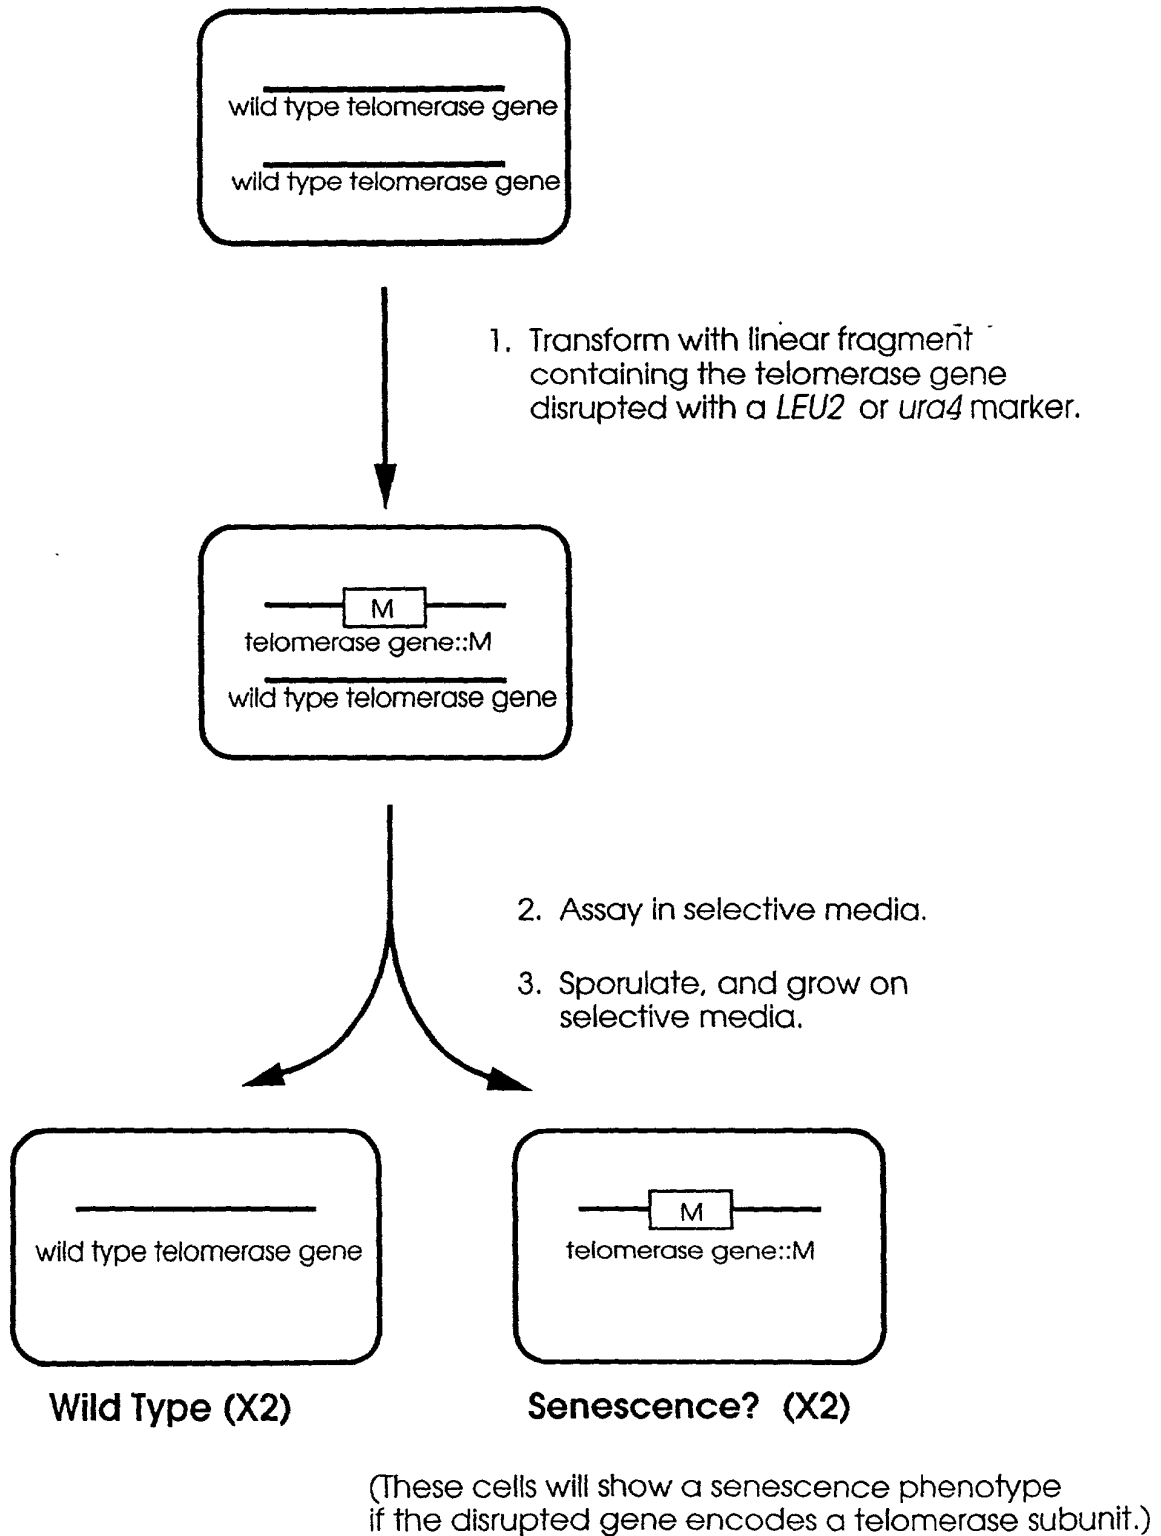 wild type telomerase gene
wild type telomerase gene
1. Transform with linear fragment
containing the telomerase gene
disrupted with a LEU2 or ura4 marker.
M
telomerase gene::M
wild type telomerase gene
2. Assay in selective media.
3. Sporulate, and grow on
selective media.
wild type telomerase gene
M
telomerase gene::M
Wild Type (X2)
Senescence? (X2)
(These cells will show a senescence phenotype
if the disrupted gene encodes a telomerase subunit.)